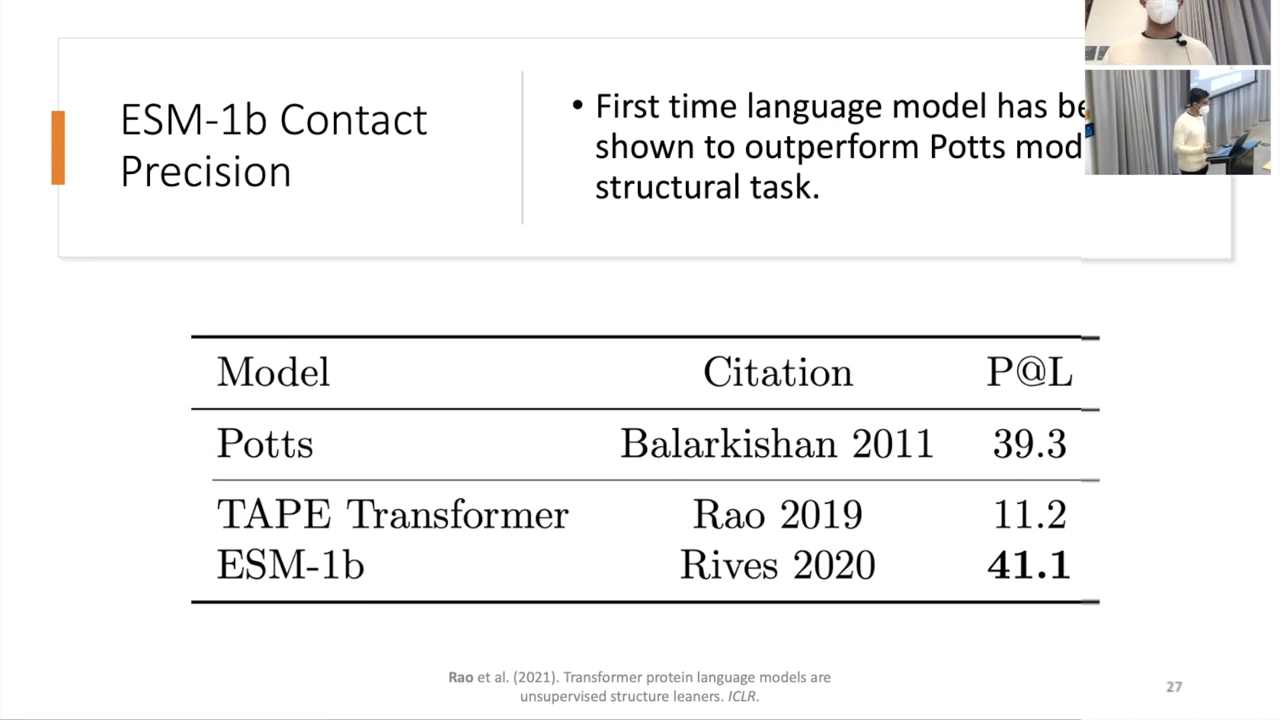 ESM-1b Contact
Precision
• First time language model has
shown to outperform Potts
structural task.
Model Citation P@L
Potts Balarkishan 2011 39.3
TAPE Transformer Rao 2019 11.2
ESM-1b Rives 2020 41.1
Rao et al. (2021). Transformer protein language models are
unsupervised structure leaners. ICLR.
27